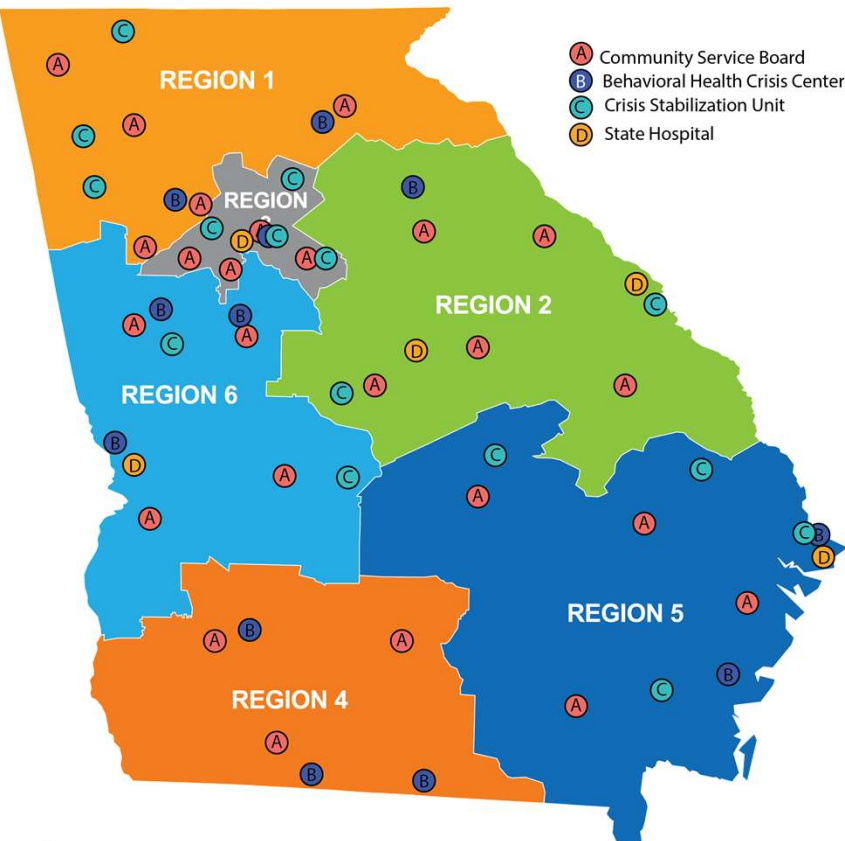 C
A Community Service Board
A
REGION 1
B Behavioral Health Crisis Center
C Crisis Stabilization Unit
A
B
A
D State Hospital
C
C
C
B
B
REGION
A
C
A
A
B
C
A
D
A
A
A
C
A
D
C
REGION 2
B
B
A
A
C
A
D
A
A
C
REGION 6
B
C
D
C
A
C
A
A
A
C
B
D
A
REGION 5
B
A
A
B
C
REGION 4
A
A
B
B